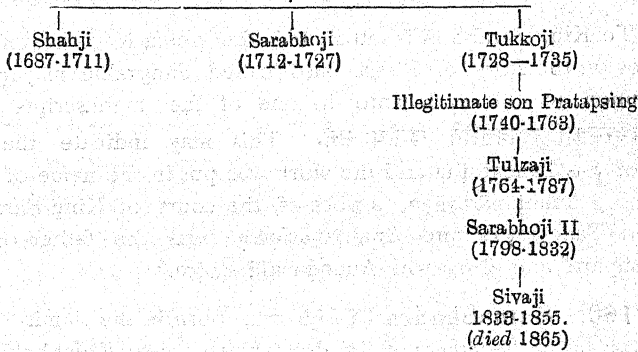 Shahji Sarabhoji Tukkoji
(1687-1711) (1712-1727) (1728—1735)
Illegitimate son Pratapsing
(1740-1763)
Tulzaji
(1764-1787)
Sarabhoji II
(1798-1832)
Sivaji
1833-1855.
(died 1865)